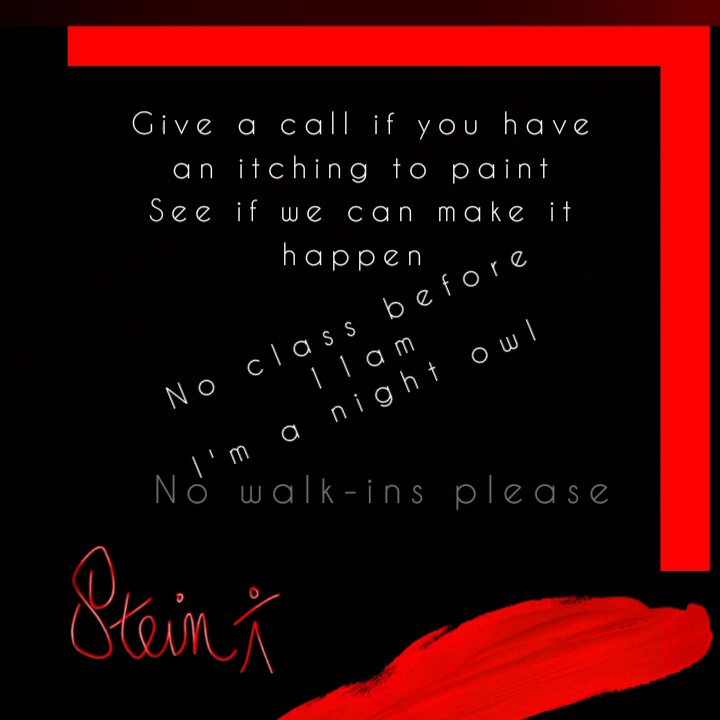 Give a call if you have
an itching to paint
See if we can make it
happen
No class before
11am
I'm a night owl
No walk-ins please
Stein